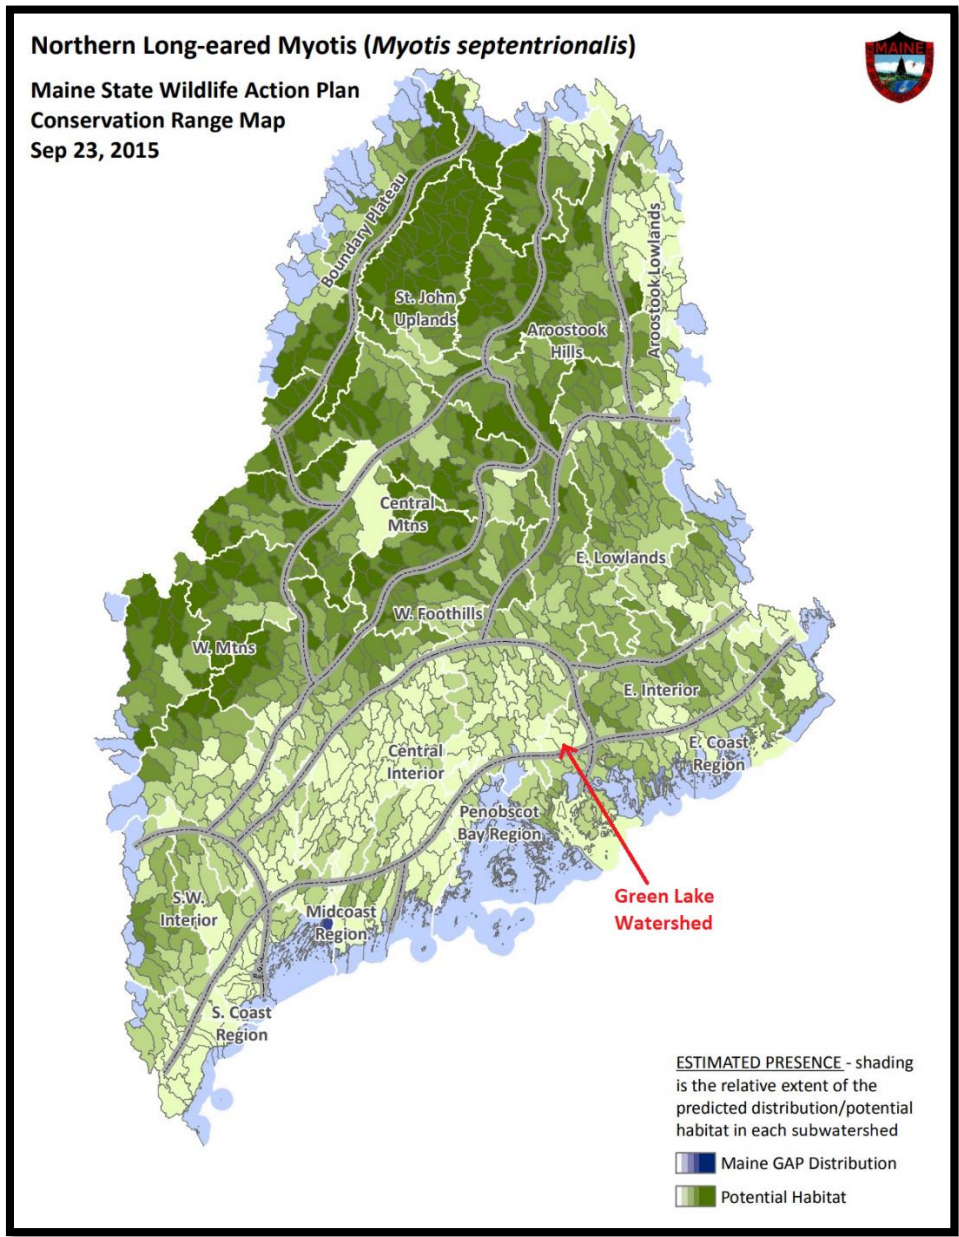 Northern Long-eared Myotis (Myotis septentrionalis)
Maine State Wildlife Action Plan
Conservation Range Map
Sep 23, 2015
MAINE
Boundary Plateau
St. John
Uplands
Aroostook
Hills
Aroostook Lowlands
Central
Mtns
E. Lowlands
W. Foothills
W. Mtns
E. Interior
Central
Interior
E. Coast
Region
Penobscot
Bay Region
Green Lake
Watershed
S.W.
Interior
Midcoast
Region
S. Coast
Region
ESTIMATED PRESENCE - shading
is the relative extent of the
predicted distribution/potential
habitat in each subwatershed
Maine GAP Distribution
Potential Habitat